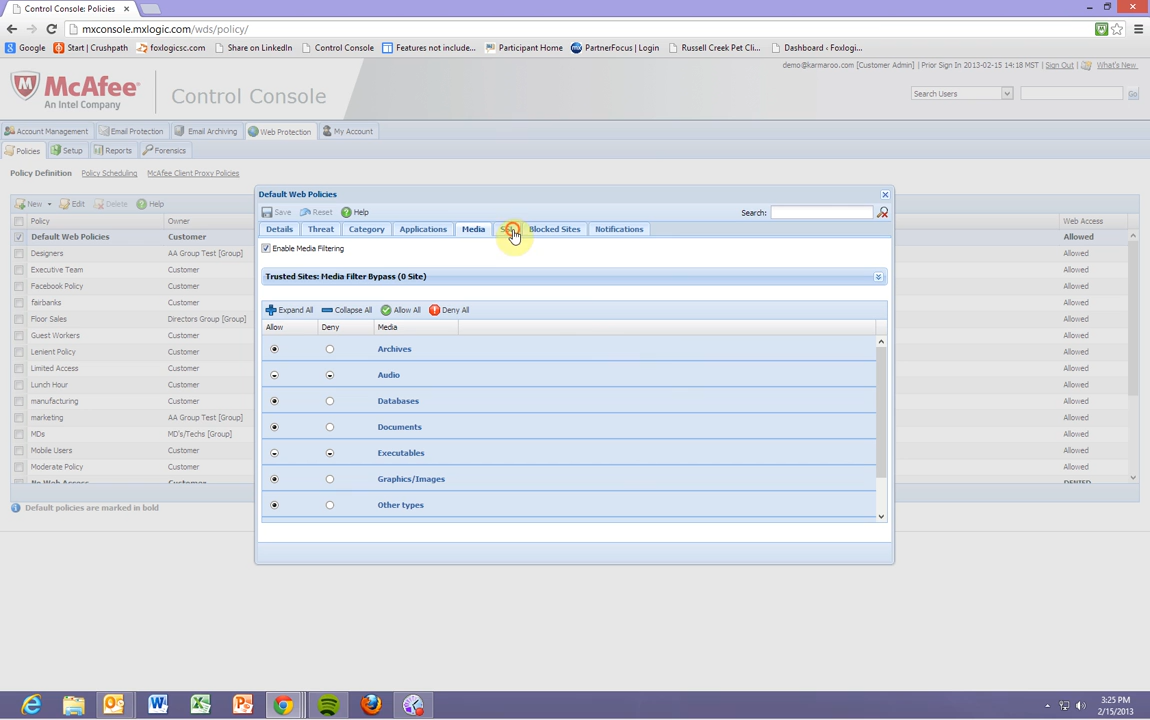 Control Console: Policies
mxconsole.mxlogic.com/wds/policy/
Google Start | Crushpath foxlogicsc.com Share on LinkedIn Control Console Features not include... Participant Home PartnerFocus | Login Russell Creek Pet Cli... Dashboard ‹ Foxlogi...
demo@karmaroo.com [Customer Admin] | Prior Sign In 2013-02-15 14:18 MST | Sign Out | What's New
McAfee
An Intel Company
Control Console
Search Users Go
Account Management Email Protection Email Archiving Web Protection My Account
Policies Setup Reports Forensics
Policy Definition Policy Scheduling McAfee Client Proxy Policies
New Edit Delete Help
Policy Owner Web Access
Default Web Policies Customer Allowed
Designers AA Group Test [Group] Allowed
Executive Team Customer Allowed
Facebook Policy Customer Allowed
fairbanks Customer Allowed
Floor Sales Directors Group [Group] Allowed
Guest Workers Customer Allowed
Lenient Policy Customer Allowed
Limited Access Customer Allowed
Lunch Hour Customer Allowed
manufacturing Customer Allowed
marketing AA Group Test [Group] Allowed
MDs MD's/Techs [Group] Allowed
Mobile Users Customer Allowed
Moderate Policy Customer Allowed
No Web Access Customer DENIED
Default policies are marked in bold
Default Web Policies
Save Reset Help Search:
Details Threat Category Applications Media Blocked Sites Notifications
Enable Media Filtering
Trusted Sites: Media Filter Bypass (0 Site)
Expand All Collapse All Allow All Deny All
Allow Deny Media
Archives
Audio
Databases
Documents
Executables
Graphics/Images
Other types
3:25 PM
2/15/2013